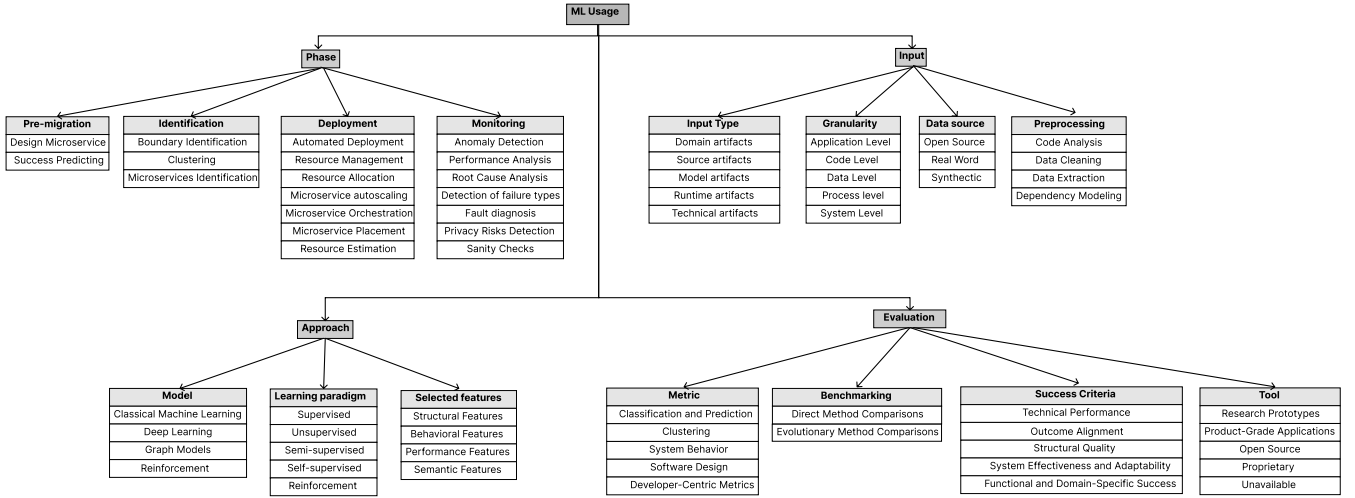 ML Usage
Phase
Input
Pre-migration
Design Microservice
Success Predicting
Identification
Boundary Identification
Clustering
Microservices Identification
Deployment
Automated Deployment
Resource Management
Resource Allocation
Microservice autoscaling
Microservice Orchestration
Microservice Placement
Resource Estimation
Monitoring
Anomaly Detection
Performance Analysis
Root Cause Analysis
Detection of failure types
Fault diagnosis
Privacy Risks Detection
Sanity Checks
Input Type
Domain artifacts
Source artifacts
Model artifacts
Runtime artifacts
Technical artifacts
Granularity
Application Level
Code Level
Data Level
Process level
System Level
Data source
Open Source
Real Word
Synthectic
Preprocessing
Code Analysis
Data Cleaning
Data Extraction
Dependency Modeling
Approach
Evaluation
Model
Classical Machine Learning
Deep Learning
Graph Models
Reinforcement
Learning paradigm
Supervised
Unsupervised
Semi-supervised
Self-supervised
Reinforcement
Selected features
Structural Features
Behavioral Features
Performance Features
Semantic Features
Metric
Classification and Prediction
Clustering
System Behavior
Software Design
Developer-Centric Metrics
Benchmarking
Direct Method Comparisons
Evolutionary Method Comparisons
Success Criteria
Technical Performance
Outcome Alignment
Structural Quality
System Effectiveness and Adaptability
Functional and Domain-Specific Success
Tool
Research Prototypes
Product-Grade Applications
Open Source
Proprietary
Unavailable